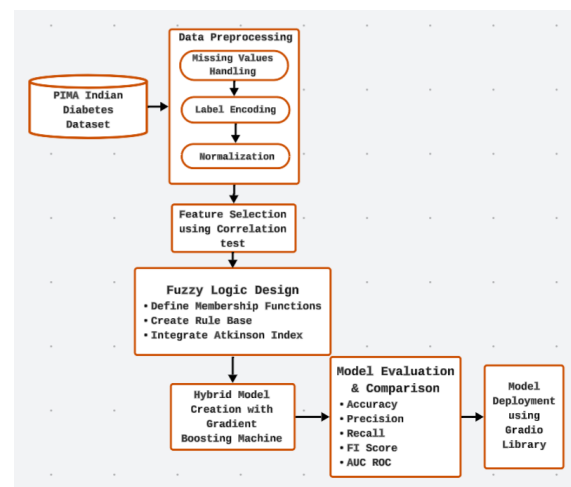 Data Preprocessing
Missing Values
Handling
PIMA Indian
Diabetes
Dataset
Label Encoding
Normalization
Feature Selection
using Correlation
test
Fuzzy Logic Design
• Define Membership Functions
• Create Rule Base
• Integrate Atkinson Index
Hybrid Model
Creation with
Gradient
Boosting Machine
Model Evaluation
& Comparison
• Accuracy
• Precision
• Recall
• FI Score
• AUC ROC
Model
Deployment
using
Gradio
Library